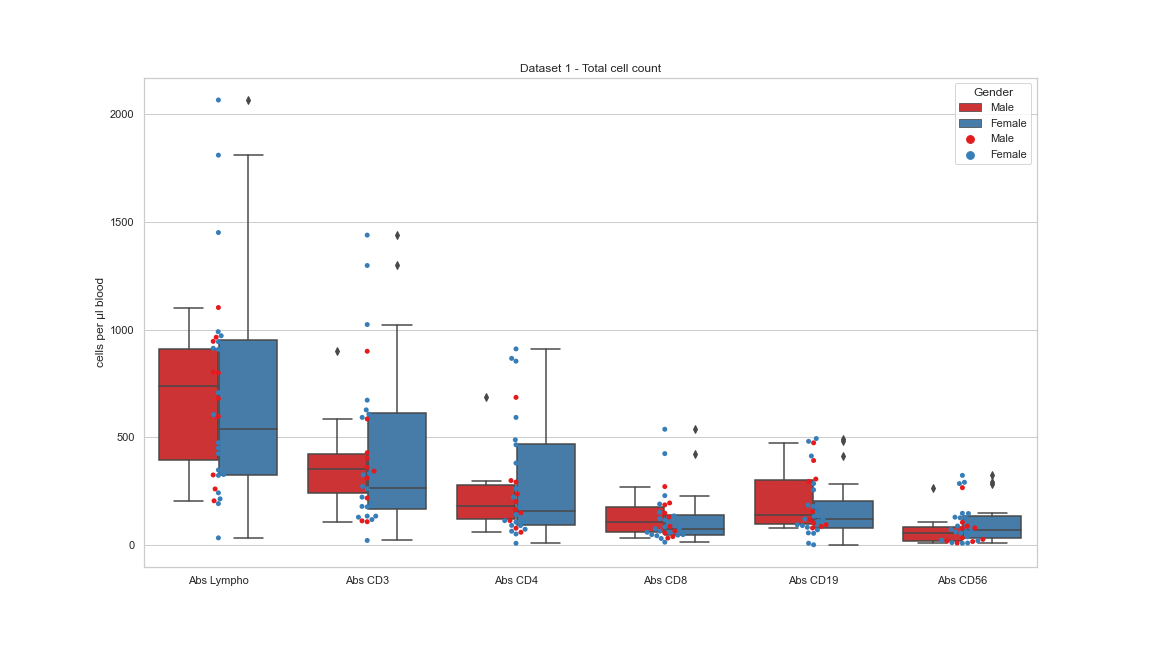 Dataset 1 - Total cell count
Gender
Male
Female
Male
Female
cells per µl blood
2000
1500
1000
500
0
Abs Lympho
Abs CD3
Abs CD4
Abs CD8
Abs CD19
Abs CD56